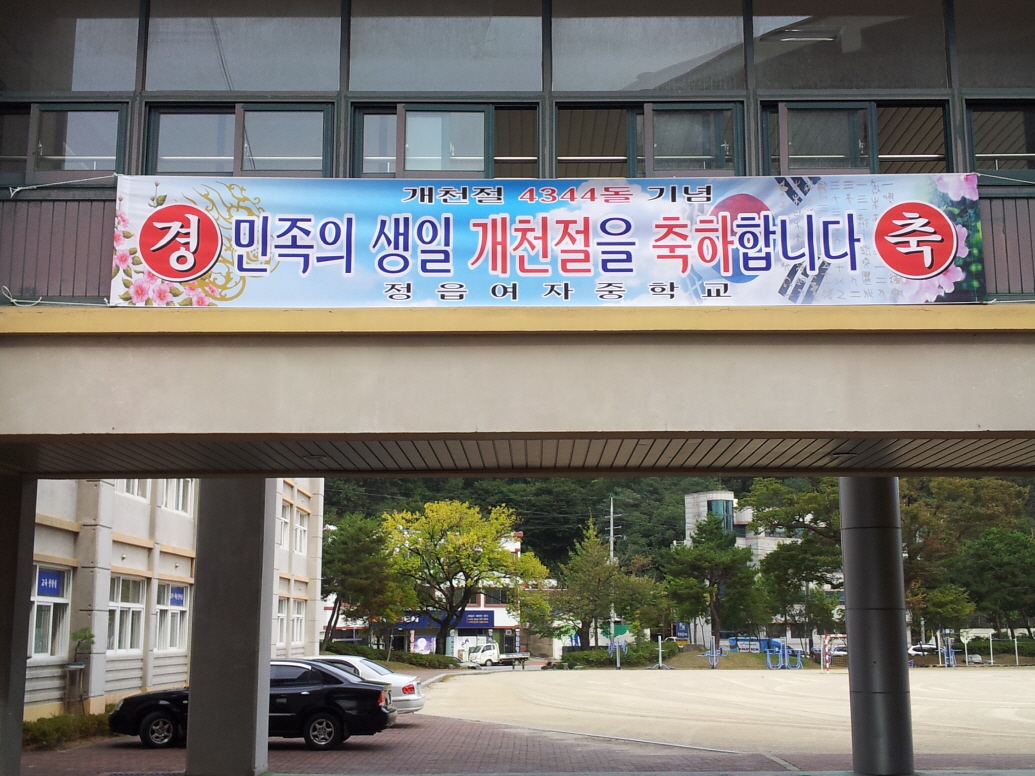 개천절 4344돌 기념
경 민족의 생일 개천절을 축하합니다 축
정읍여자중학교